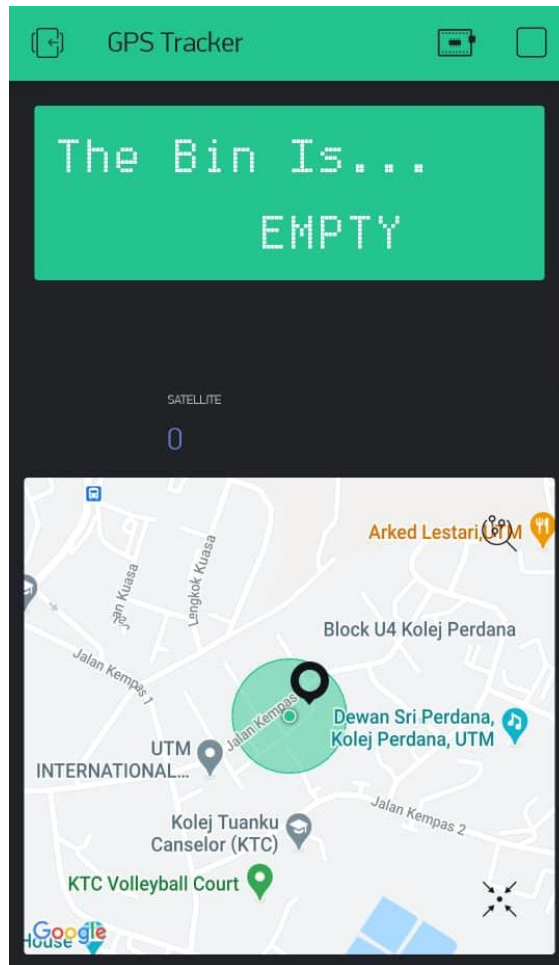 GPS Tracker
The Bin Is...
EMPTY
SATELLITE
0
Arked Lestari,UTM
Lengkok Kuasa
Block U4 Kolej Perdana
Jalan Kempas 1
Jalan Kempas
Dewan Sri Perdana,
Kolej Perdana, UTM
UTM
INTERNATIONAL...
Jalan Kempas 2
Kolej Tuanku
Canselor (KTC)
KTC Volleyball Court
Google
House